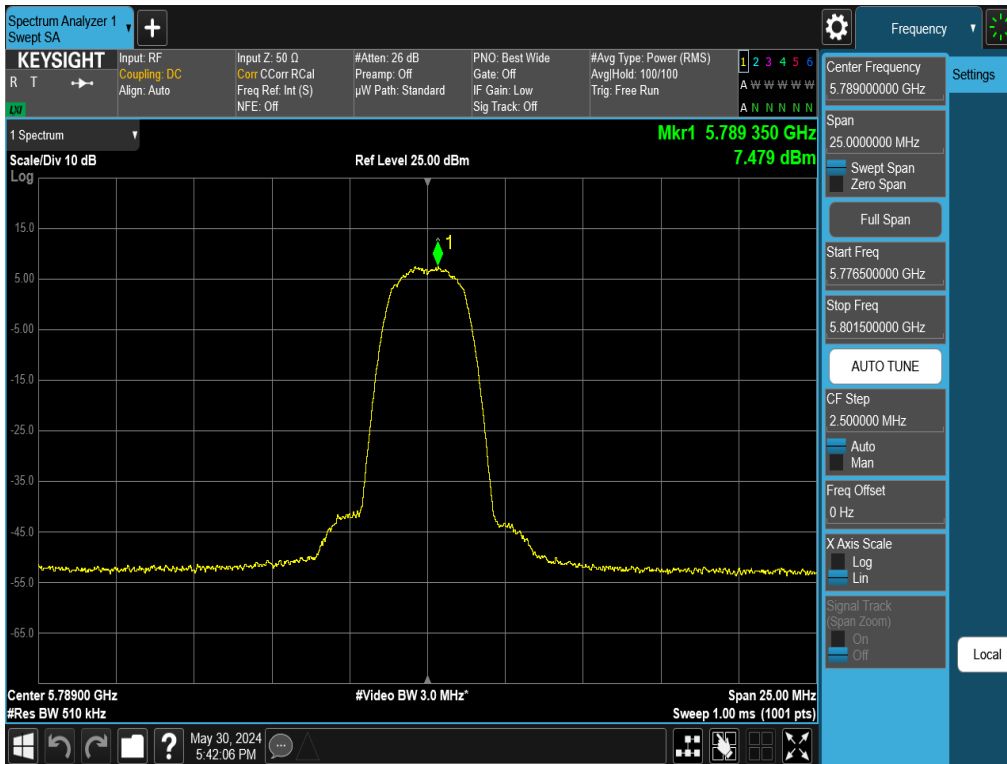 Spectrum Analyzer 1
Swept SA
Frequency
KEYSIGHT
R T
LXI
Input: RF
Coupling: DC
Align: Auto
Input Z: 50 Ω
Corr CCorr RCal
Freq Ref: Int (S)
NFE: Off
#Atten: 26 dB
Preamp: Off
µW Path: Standard
PNO: Best Wide
Gate: Off
IF Gain: Low
Sig Track: Off
#Avg Type: Power (RMS)
Avg|Hold: 100/100
Trig: Free Run
1 2 3 4 5 6
A W W W W W
A N N N N N
1 Spectrum
Mkr1 5.789 350 GHz
7.479 dBm
Scale/Div 10 dB
Ref Level 25.00 dBm
Log
15.0
5.00
-5.00
-15.0
-25.0
-35.0
-45.0
-55.0
-65.0
1
Center 5.78900 GHz
#Video BW 3.0 MHz*
Span 25.00 MHz
#Res BW 510 kHz
Sweep 1.00 ms (1001 pts)
May 30, 2024
5:42:06 PM
?
Center Frequency
5.789000000 GHz
Span
25.0000000 MHz
Swept Span
Zero Span
Full Span
Start Freq
5.776500000 GHz
Stop Freq
5.801500000 GHz
AUTO TUNE
CF Step
2.500000 MHz
Auto
Man
Freq Offset
0 Hz
X Axis Scale
Log
Lin
Signal Track
(Span Zoom)
On
Off
Settings
Local